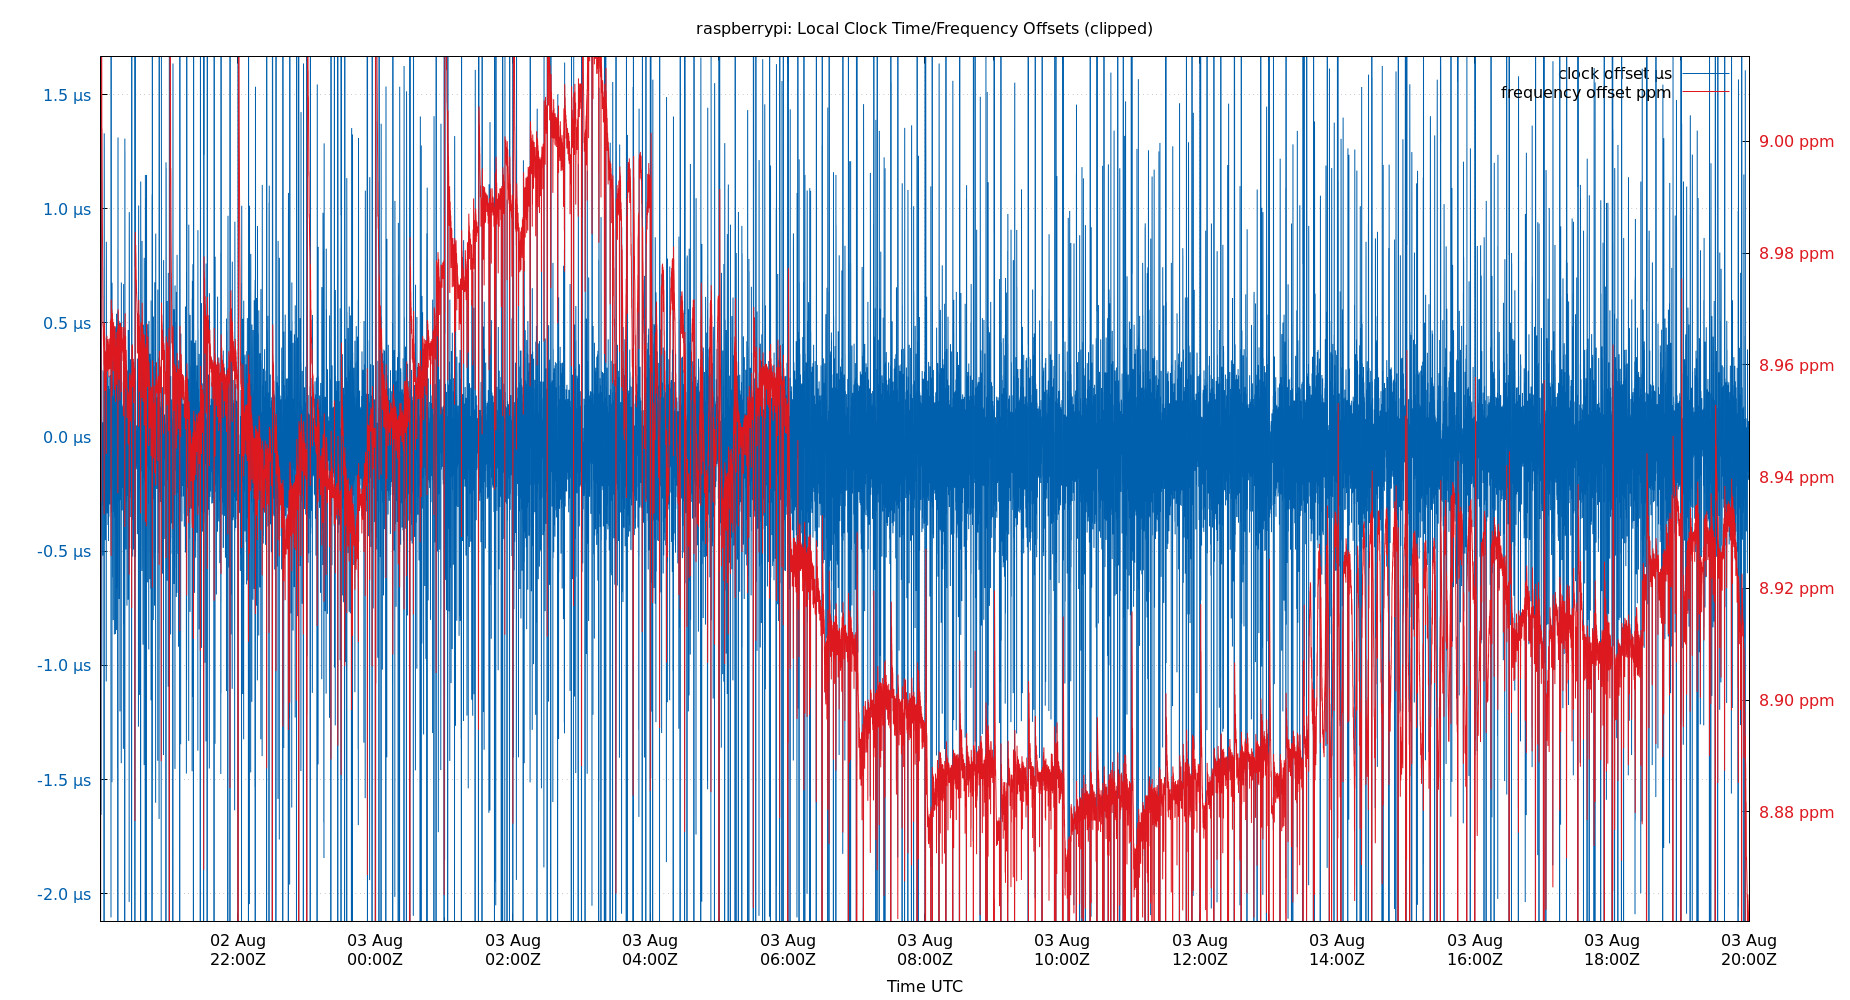 raspberrypi: Local Clock Time/Frequency Offsets (clipped)
clock offset µs
frequency offset ppm
1.5 µs
1.0 µs
0.5 µs
0.0 µs
-0.5 µs
-1.0 µs
-1.5 µs
-2.0 µs
9.00 ppm
8.98 ppm
8.96 ppm
8.94 ppm
8.92 ppm
8.90 ppm
8.88 ppm
02 Aug 03 Aug 03 Aug 03 Aug 03 Aug 03 Aug 03 Aug 03 Aug 03 Aug 03 Aug 03 Aug 03 Aug
22:00Z 00:00Z 02:00Z 04:00Z 06:00Z 08:00Z 10:00Z 12:00Z 14:00Z 16:00Z 18:00Z 20:00Z
Time UTC